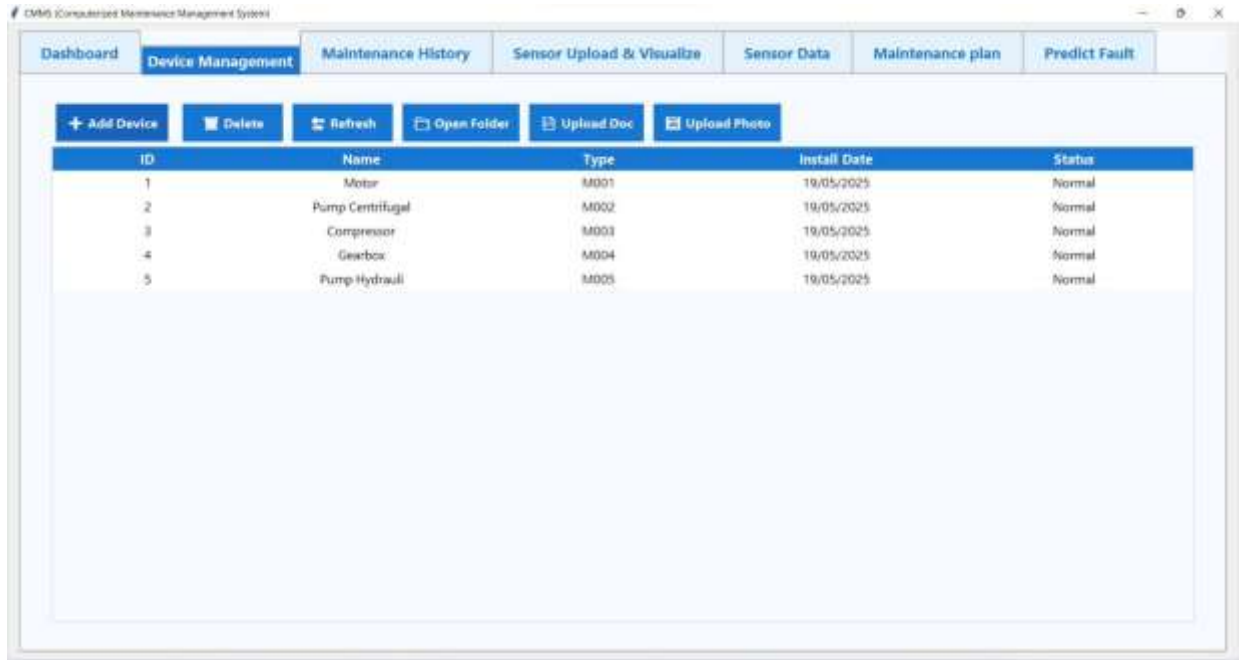 CMMS (Computerized Maintenance Management System)
Dashboard Device Management Maintenance History Sensor Upload & Visualize Sensor Data Maintenance plan Predict Fault
Add Device Delete Refresh Open Folder Upload Doc Upload Photo
ID Name Type Install Date Status
1 Motor M001 19/05/2025 Normal
2 Pump Centrifugal M002 19/05/2025 Normal
3 Compressor M003 19/05/2025 Normal
4 Gearbox M004 19/05/2025 Normal
5 Pump Hydrauli M005 19/05/2025 Normal